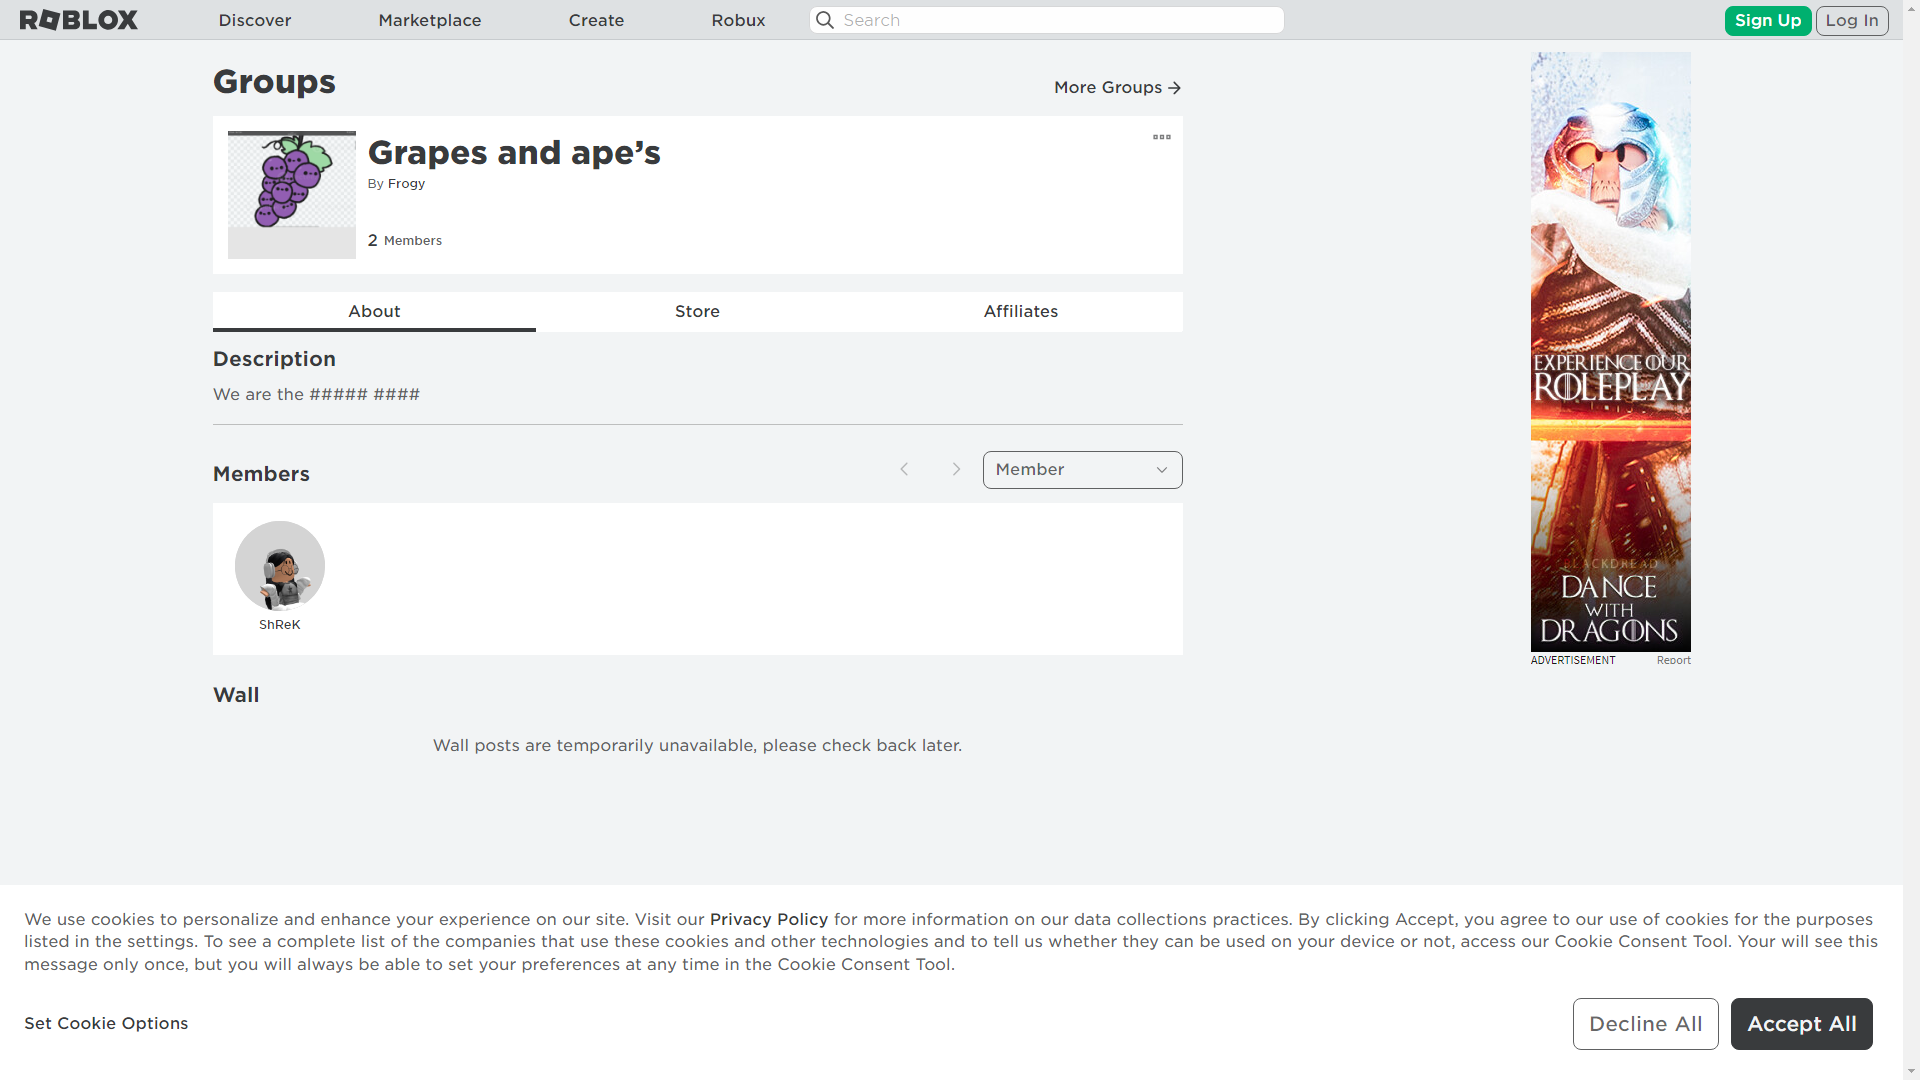 ROBLOX
Discover
Marketplace
Create
Robux
Search
Sign Up
Log In
Groups
More Groups
Grapes and ape’s
By Frogy
2 Members
About
Store
Affiliates
Description
We are the ##### ####
Members
Member
ShReK
Wall
Wall posts are temporarily unavailable, please check back later.
EXPERIENCE OUR
ROLEPLAY
BLACKDREAD
DANCE
WITH
DRAGONS
ADVERTISEMENT
Report
We use cookies to personalize and enhance your experience on our site. Visit our Privacy Policy for more information on our data collections practices. By clicking Accept, you agree to our use of cookies for the purposes
listed in the settings. To see a complete list of the companies that use these cookies and other technologies and to tell us whether they can be used on your device or not, access our Cookie Consent Tool. Your will see this
message only once, but you will always be able to set your preferences at any time in the Cookie Consent Tool.
Set Cookie Options
Decline All
Accept All